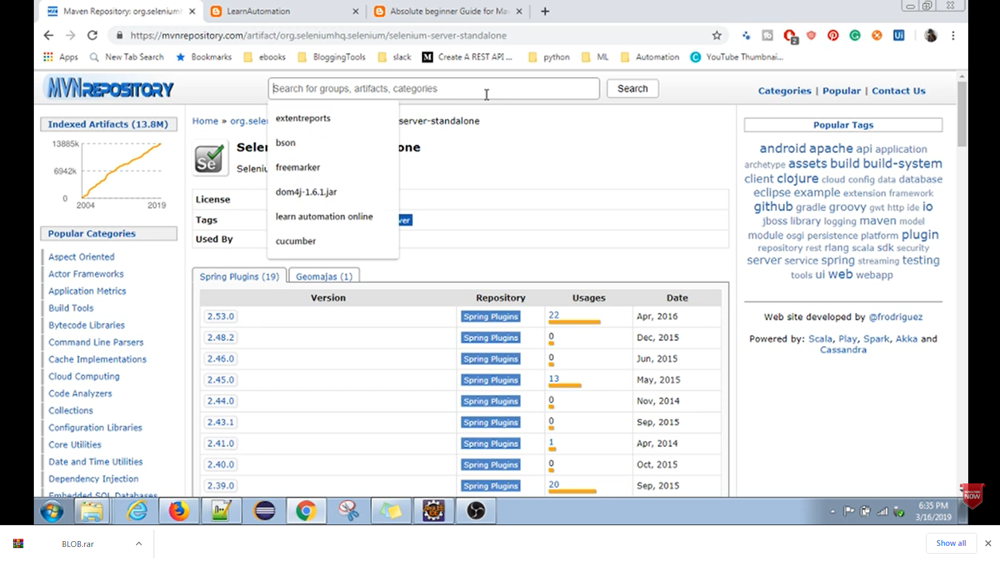 Maven Repository: org.seleniumh
LearnAutomation
Absolute beginner Guide for Ma
https://mvnrepository.com/artifact/org.seleniumhq.selenium/selenium-server-standalone
2
Ui
Apps
New Tab Search
Bookmarks
ebooks
BloggingTools
slack
M
Create A REST API ...
python
ML
Automation
YouTube Thumbnai...
MVNREPOSITORY
Search for groups, artifacts, categories
Search
Categories | Popular | Contact Us
Indexed Artifacts (13.8M)
13885k
6942k
0
2004
2019
Popular Categories
Aspect Oriented
Actor Frameworks
Application Metrics
Build Tools
Bytecode Libraries
Command Line Parsers
Cache Implementations
Cloud Computing
Code Analyzers
Collections
Configuration Libraries
Core Utilities
Date and Time Utilities
Dependency Injection
Embedded SQL Databases
Home » org.sele
server-standalone
Se
Sele
one
Seleniu
License
Tags
ver
Used By
extentreports
bson
freemarker
dom4j-1.6.1.jar
learn automation online
cucumber
Spring Plugins (19)
Geomajas (1)
Version Repository Usages Date
2.53.0 Spring Plugins 22 Apr, 2016
2.48.2 Spring Plugins 0 Dec, 2015
2.46.0 Spring Plugins 0 Jun, 2015
2.45.0 Spring Plugins 13 May, 2015
2.44.0 Spring Plugins 0 Nov, 2014
2.43.1 Spring Plugins 0 Sep, 2015
2.41.0 Spring Plugins 1 Apr, 2014
2.40.0 Spring Plugins 0 Oct, 2015
2.39.0 Spring Plugins 20 Sep, 2015
Popular Tags
android apache api application
archetype assets build build-system
client clojure cloud config data database
eclipse example extension framework
github gradle groovy gwt http ide io
jboss library logging maven model
module osgi persistence platform plugin
repository rest rlang scala sdk security
server service spring streaming testing
tools ui web webapp
Web site developed by @frodriguez
Powered by: Scala, Play, Spark, Akka and
Cassandra
SUBSCRIBE
NOW
6:35 PM
3/16/2019
BLOB.rar
Show all